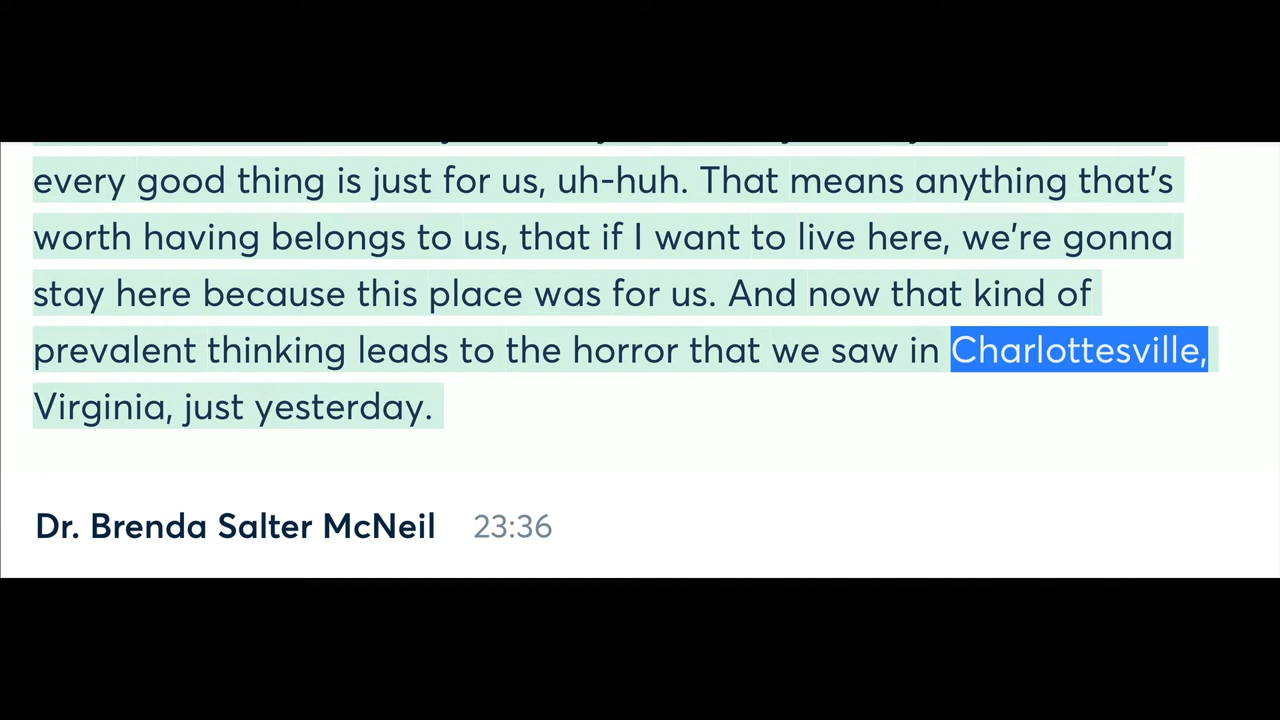 every good thing is just for us, uh-huh. That means anything that's
worth having belongs to us, that if I want to live here, we're gonna
stay here because this place was for us. And now that kind of
prevalent thinking leads to the horror that we saw in Charlottesville,
Virginia, just yesterday.
Dr. Brenda Salter McNeil 23:36